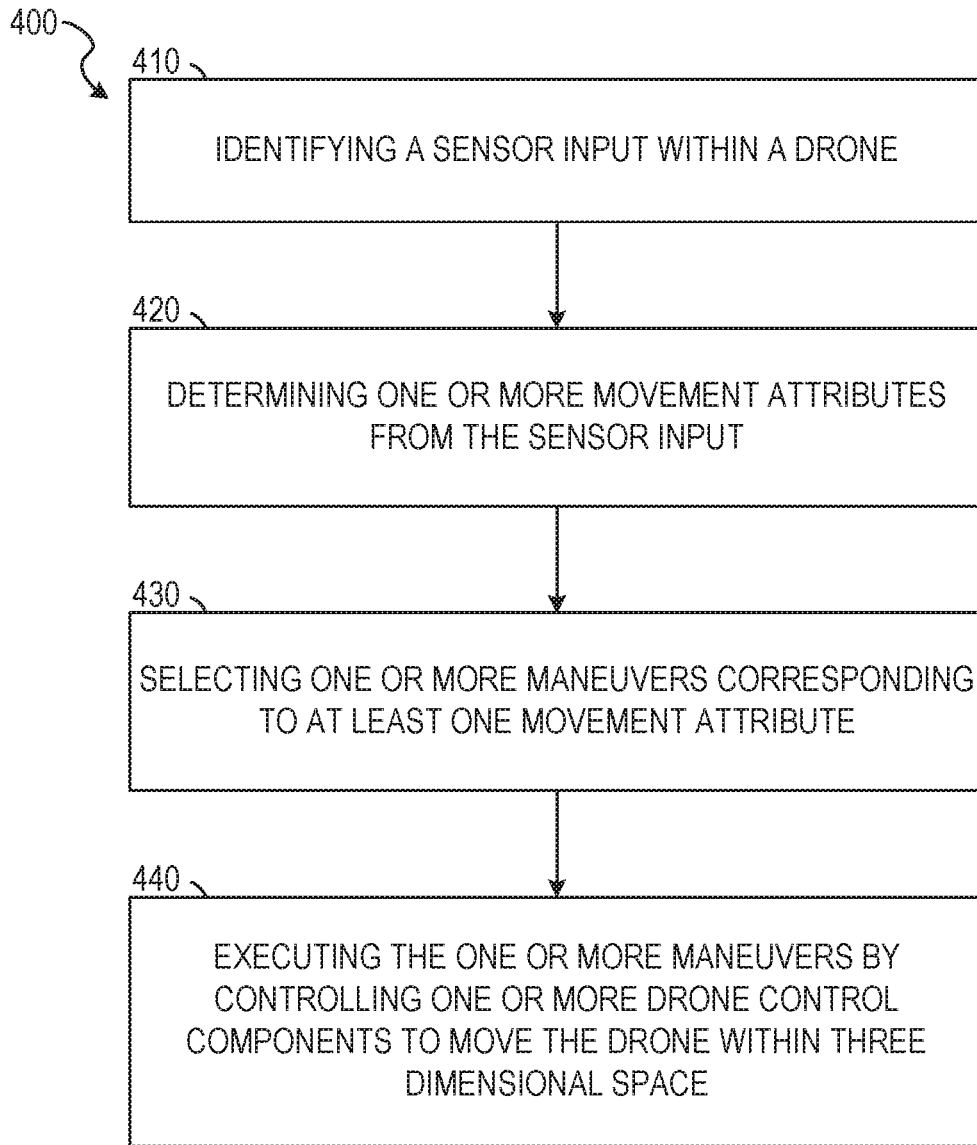 400
410
IDENTIFYING A SENSOR INPUT WITHIN A DRONE
420
DETERMINING ONE OR MORE MOVEMENT ATTRIBUTES
FROM THE SENSOR INPUT
430
SELECTING ONE OR MORE MANEUVERS CORRESPONDING
TO AT LEAST ONE MOVEMENT ATTRIBUTE
440
EXECUTING THE ONE OR MORE MANEUVERS BY
CONTROLLING ONE OR MORE DRONE CONTROL
COMPONENTS TO MOVE THE DRONE WITHIN THREE
DIMENSIONAL SPACE